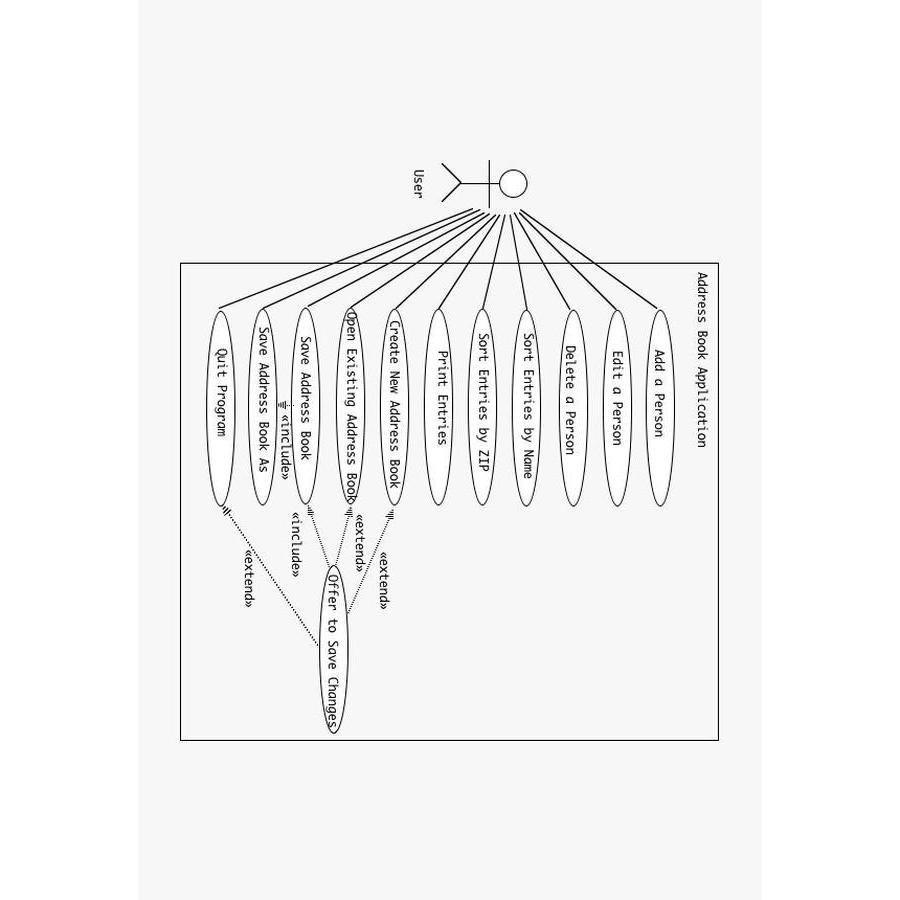 Address Book Application
User
Add a Person
Edit a Person
Delete a Person
Sort Entries by Name
Sort Entries by ZIP
Print Entries
Create New Address Book
Open Existing Address Book
Save Address Book
«include»
Save Address Book As
Quit Program
«extend»
«extend»
«include»
«extend»
Offer to Save Changes